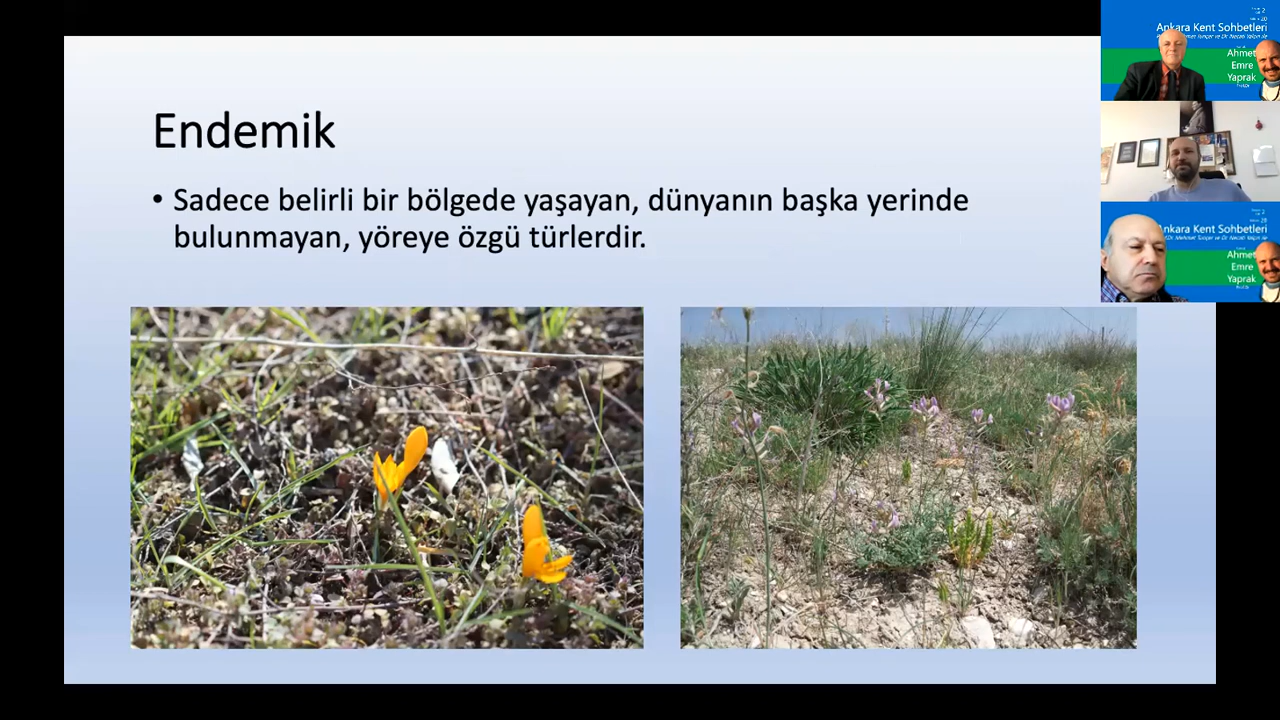 Endemik
• Sadece belirli bir bölgede yaşayan, dünyanın başka yerinde
bulunmayan, yöreye özgü türlerdir.
Ankara Kent Sohbetleri
Ahmet
Emre
Yaprak
Ankara Kent Sohbetleri
Ahmet
Emre
Yaprak